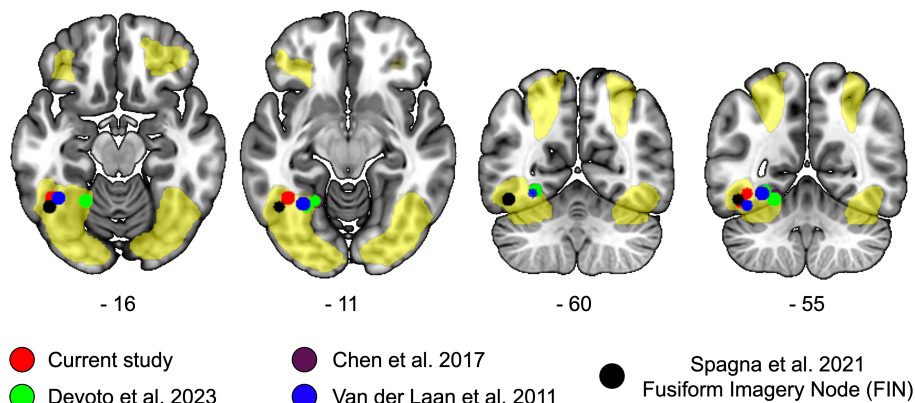 - 16
- 11
- 60
- 55
Current study
Chen et al. 2017
Spagna et al. 2021
Fusiform Imagery Node (FIN)
Devoto et al. 2023
Van der Laan et al. 2011